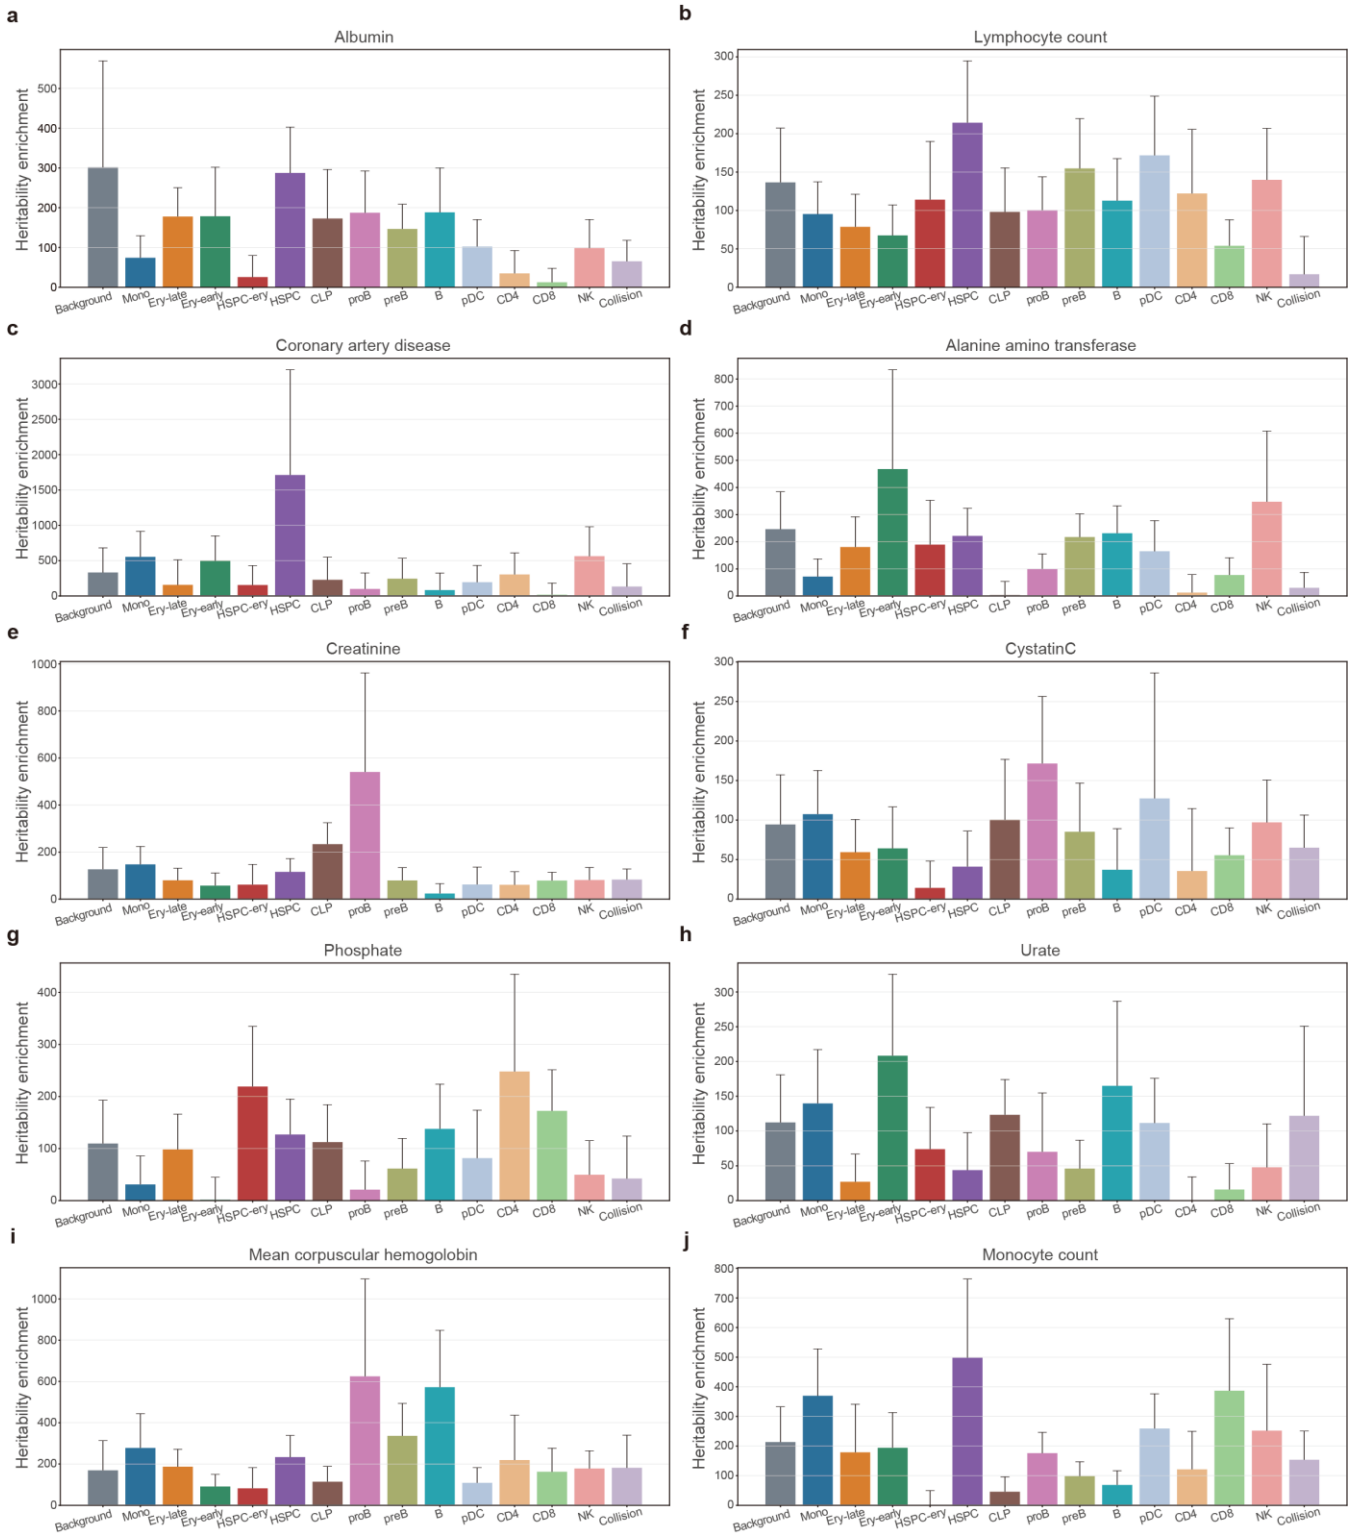 a
Albumin
Heritability enrichment
500
400
300
200
100
0
Background Mono Ery-late Ery-early HSPC-ery HSPC CLP proB preB B pDC CD4 CD8 NK Collision
b
Lymphocyte count
Heritability enrichment
300
250
200
150
100
50
0
Background Mono Ery-late Ery-early HSPC-ery HSPC CLP proB preB B pDC CD4 CD8 NK Collision
c
Coronary artery disease
Heritability enrichment
3000
2500
2000
1500
1000
500
0
Background Mono Ery-late Ery-early HSPC-ery HSPC CLP proB preB B pDC CD4 CD8 NK Collision
d
Alanine amino transferase
Heritability enrichment
800
700
600
500
400
300
200
100
0
Background Mono Ery-late Ery-early HSPC-ery HSPC CLP proB preB B pDC CD4 CD8 NK Collision
e
Creatinine
Heritability enrichment
1000
800
600
400
200
0
Background Mono Ery-late Ery-early HSPC-ery HSPC CLP proB preB B pDC CD4 CD8 NK Collision
f
CystatinC
Heritability enrichment
300
250
200
150
100
50
0
Background Mono Ery-late Ery-early HSPC-ery HSPC CLP proB preB B pDC CD4 CD8 NK Collision
g
Phosphate
Heritability enrichment
400
300
200
100
0
Background Mono Ery-late Ery-early HSPC-ery HSPC CLP proB preB B pDC CD4 CD8 NK Collision
h
Urate
Heritability enrichment
300
250
200
150
100
50
0
Background Mono Ery-late Ery-early HSPC-ery HSPC CLP proB preB B pDC CD4 CD8 NK Collision
i
Mean corpuscular hemogolobin
Heritability enrichment
1000
800
600
400
200
0
Background Mono Ery-late Ery-early HSPC-ery HSPC CLP proB preB B pDC CD4 CD8 NK Collision
j
Monocyte count
Heritability enrichment
800
700
600
500
400
300
200
100
0
Background Mono Ery-late Ery-early HSPC-ery HSPC CLP proB preB B pDC CD4 CD8 NK Collision